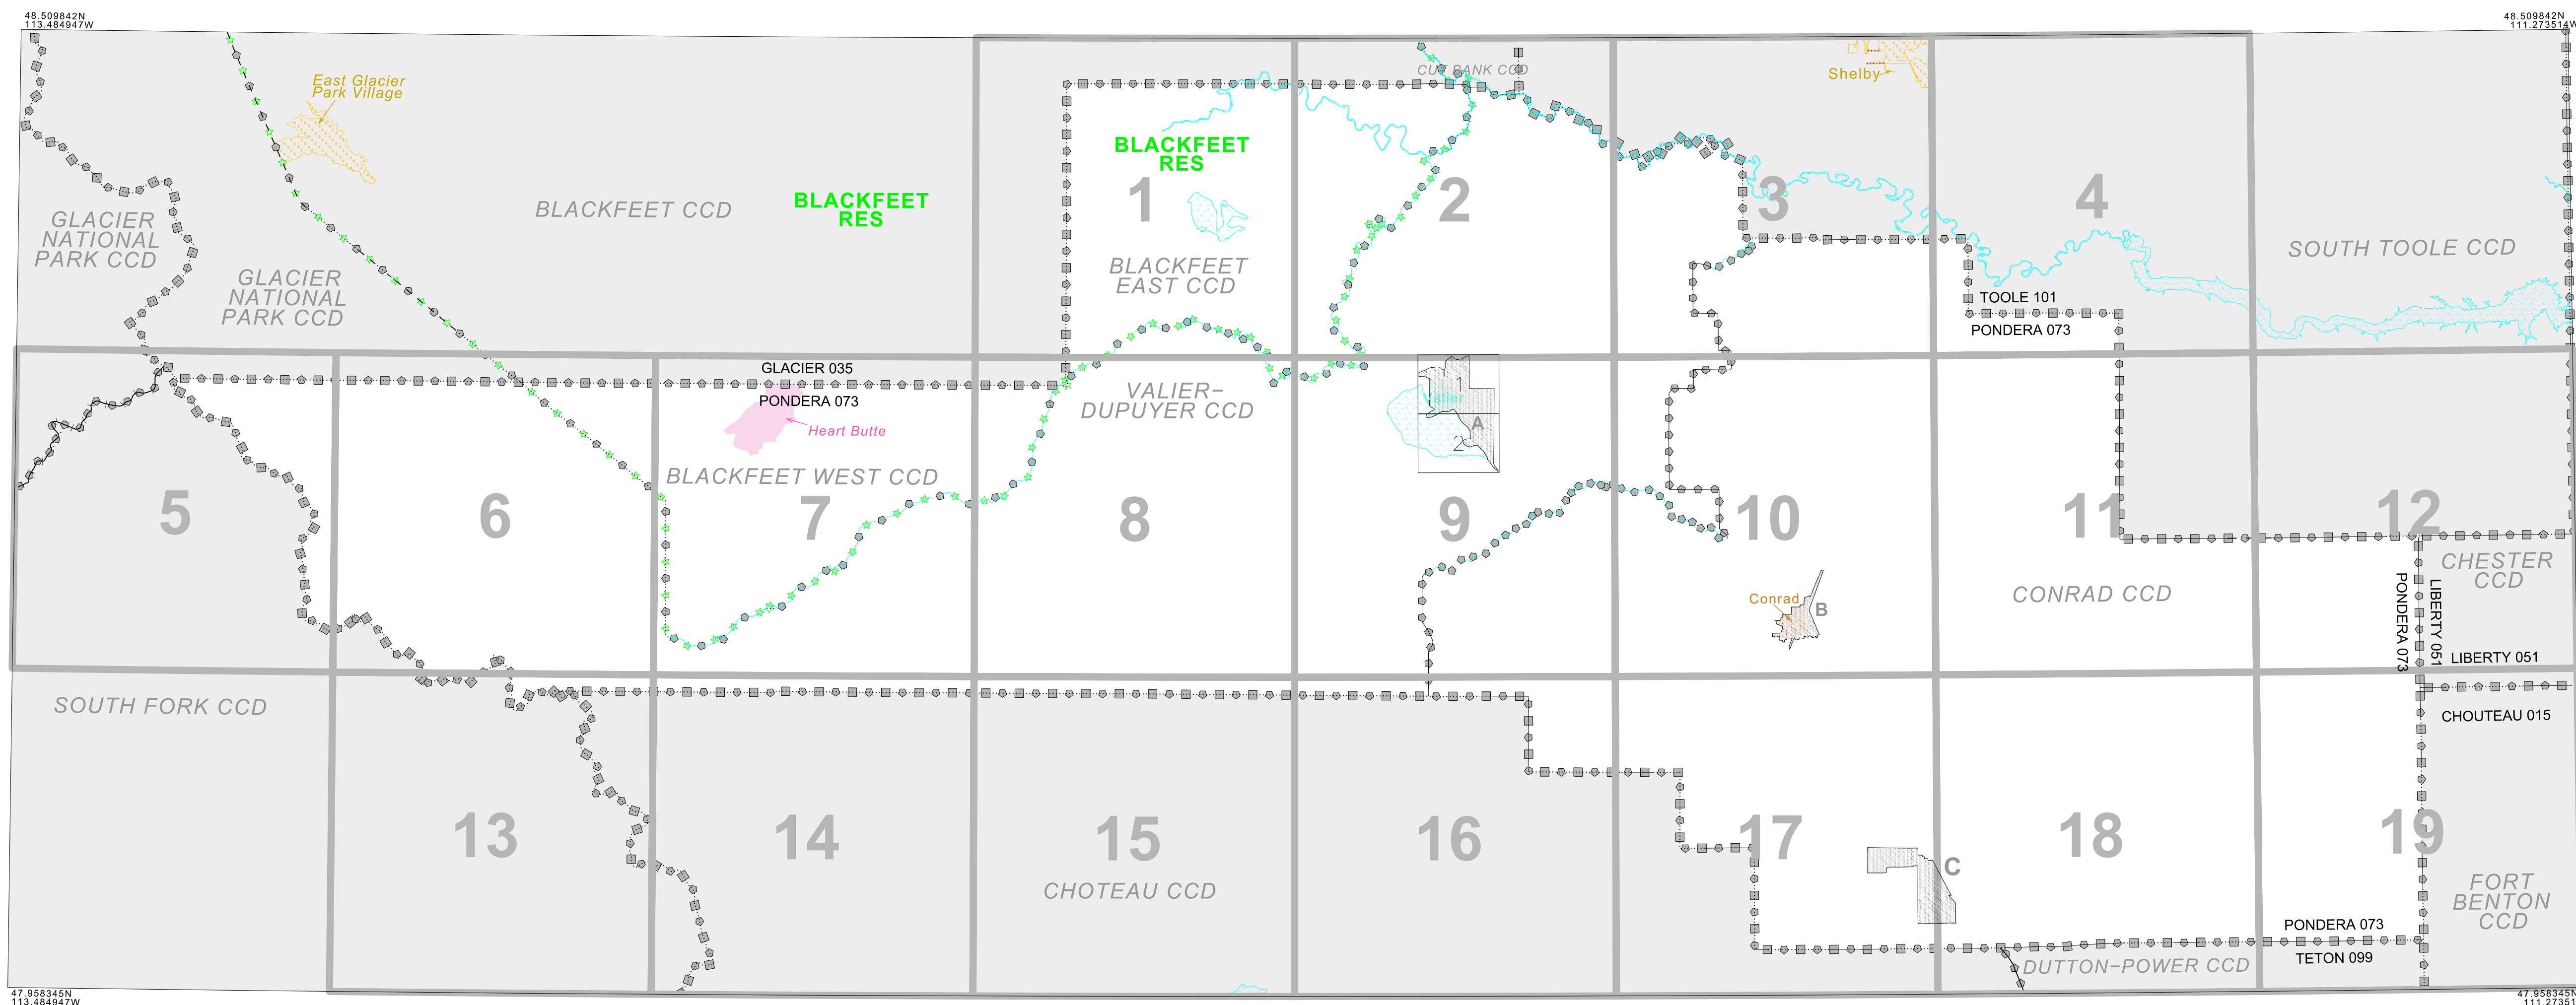 48.509842N
113.484947W
48.509842N
111.273514W
East Glacier
Park Village
CUT BANK CCD
Shelby
BLACKFEET
RES
BLACKFEET
RES
1
2
3
4
GLACIER
NATIONAL
PARK CCD
BLACKFEET CCD
GLACIER
NATIONAL
PARK CCD
BLACKFEET
EAST CCD
SOUTH TOOLE CCD
TOOLE 101
PONDERA 073
GLACIER 035
PONDERA 073
Heart Butte
BLACKFEET WEST CCD
VALIER-
DUPUYER CCD
1
Valier
A
2
5
6
7
8
9
10
11
12
Conrad
B
CONRAD CCD
CHESTER
CCD
PONDERA 073
LIBERTY 051
LIBERTY 051
CHOUTEAU 015
SOUTH FORK CCD
13
14
15
16
17
18
19
CHOTEAU CCD
C
FORT
BENTON
CCD
PONDERA 073
TETON 099
DUTTON-POWER CCD
47.958345N
113.484947W
47.958345N